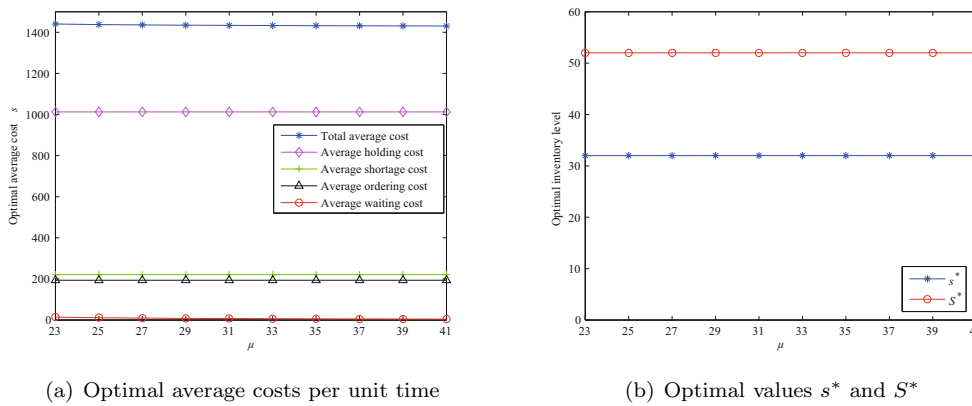 1400
1200
1000
800
600
400
200
0
Optimal average cost s
Total average cost
Average holding cost
Average shortage cost
Average ordering cost
Average waiting cost
23 25 27 29 31 33 35 37 39 41
μ
(a) Optimal average costs per unit time
60
50
40
30
20
10
0
Optimal inventory level
s*
S*
23 25 27 29 31 33 35 37 39 41
μ
(b) Optimal values s* and S*